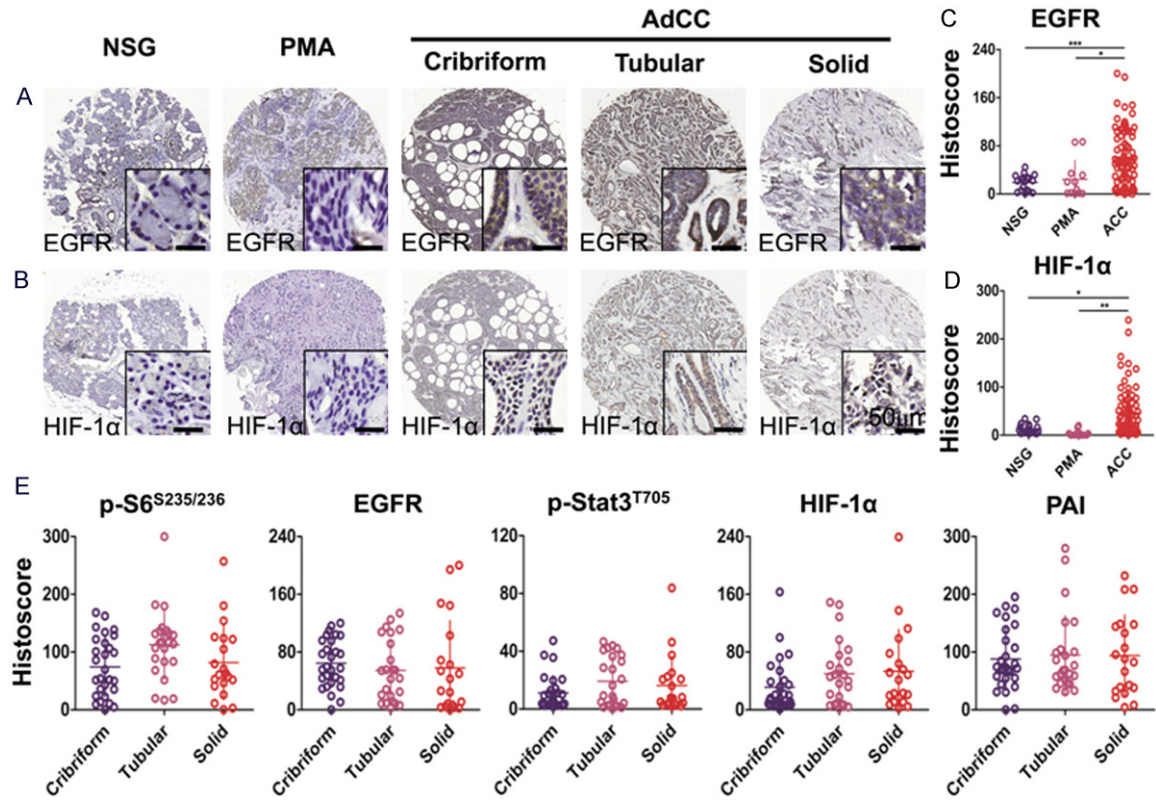 AdCC
NSG PMA Cribriform Tubular Solid
A
EGFR EGFR EGFR EGFR EGFR
B
HIF-1α HIF-1α HIF-1α HIF-1α HIF-1α 50μm
C
EGFR
Histoscore
240
160
80
0
*** *
NSG PMA ACC
D
HIF-1α
Histoscore
300
200
100
0
* **
NSG PMA ACC
E
p-S6S235/236
Histoscore
300
200
100
0
Cribriform Tubular Solid
EGFR
240
160
80
0
Cribriform Tubular Solid
p-Stat3T705
120
80
40
0
Cribriform Tubular Solid
HIF-1α
240
160
80
0
Cribriform Tubular Solid
PAI
300
200
100
0
Cribriform Tubular Solid